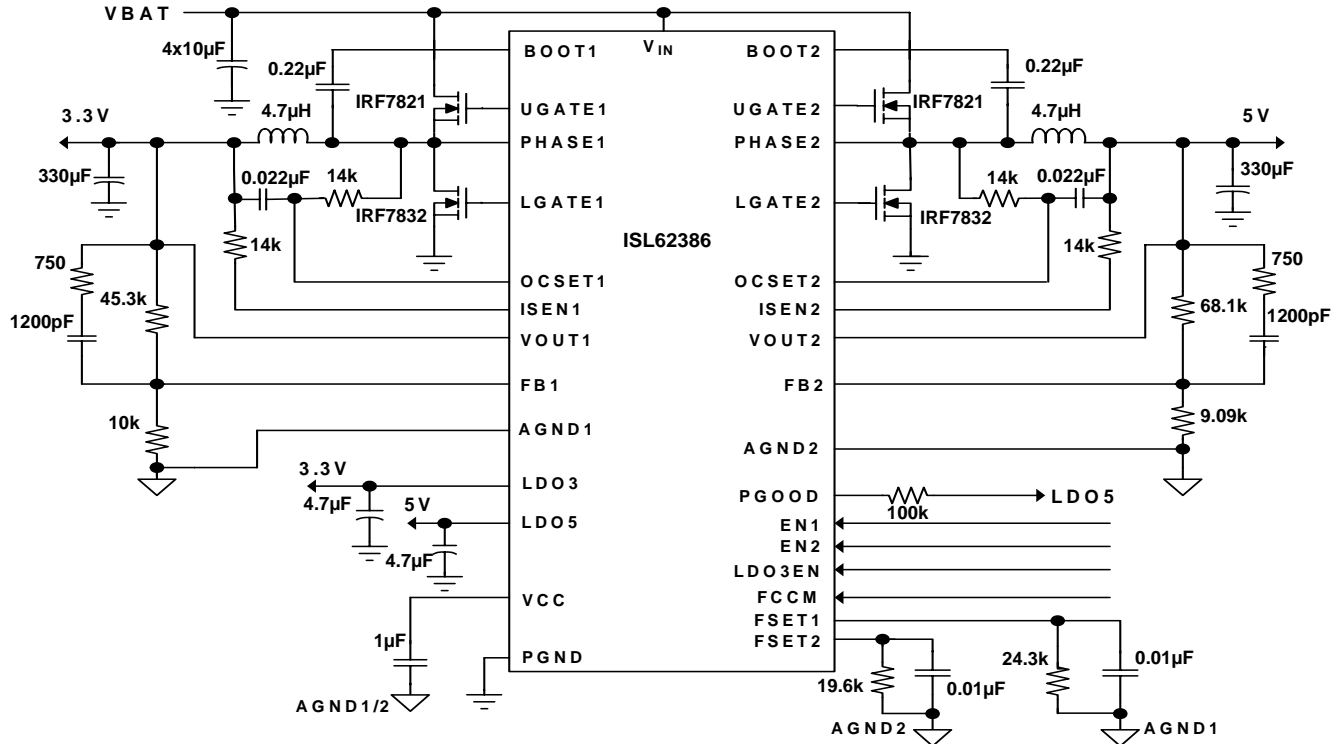 VBAT
4x10µF
0.22µF
IRF7821
4.7µH
3.3V
330µF
0.022µF
14k
IRF7832
14k
750
45.3k
1200pF
10k
3.3V
4.7µF
5V
4.7µF
1µF
AGND1/2
VIN
BOOT1
UGATE1
PHASE1
LGATE1
ISL62386
OCSET1
ISEN1
VOUT1
FB1
AGND1
LDO3
LDO5
VCC
PGND
BOOT2
UGATE2
PHASE2
LGATE2
OCSET2
ISEN2
VOUT2
FB2
AGND2
PGOOD
EN1
EN2
LDO3EN
FCCM
FSET1
FSET2
0.22µF
IRF7821
4.7µH
5V
330µF
14k
0.022µF
IRF7832
14k
750
68.1k
1200pF
9.09k
100k
LDO5
24.3k
0.01µF
19.6k
0.01µF
AGND2
AGND1